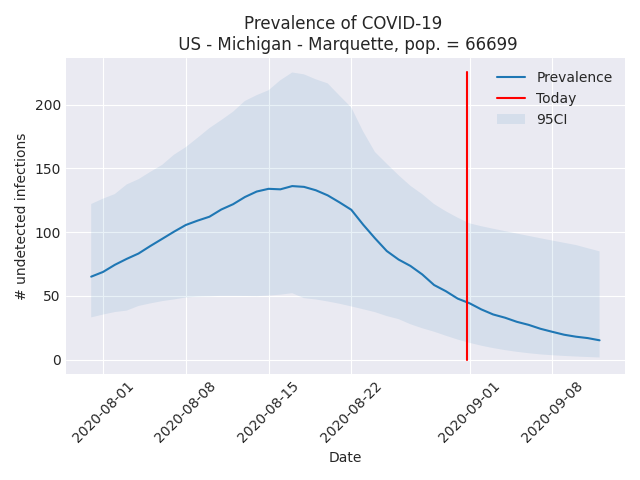 Prevalence of COVID-19
US - Michigan - Marquette, pop. = 66699
Prevalence
Today
95CI
# undetected infections
200
150
100
50
0
2020-08-01
2020-08-08
2020-08-15
2020-08-22
2020-09-01
2020-09-08
Date